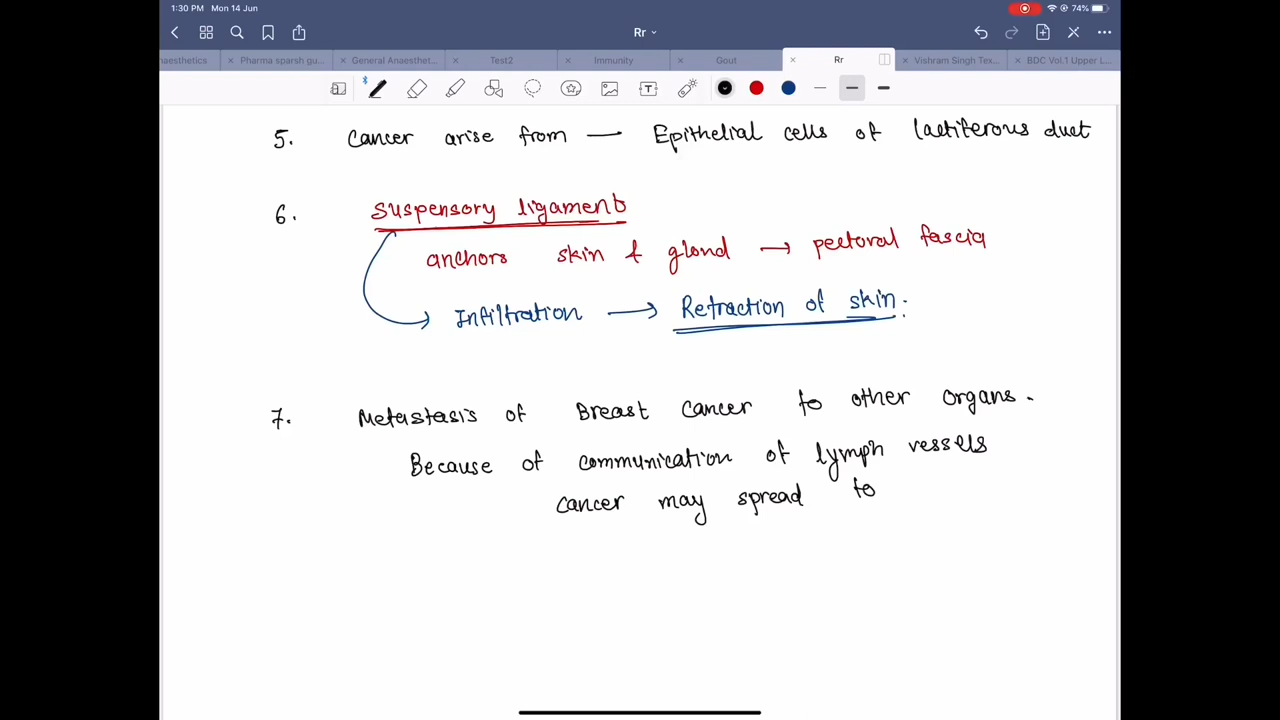 1:30 PM Mon 14 Jun
74%
Rr
naesthetics
Pharma sparsh gu...
General Anaesthet...
Test2
Immunity
Gout
Rr
Vishram Singh Tex...
BDC Vol.1 Upper L...
5. Cancer arise from — Epithelial cells of lactiferous duct
6. Suspensory ligament
anchors skin & gland → pectoral fascia
Infiltration → Retraction of skin.
7. Metastasis of Breast cancer to other organs.
Because of communication of lymph vessels
cancer may spread to